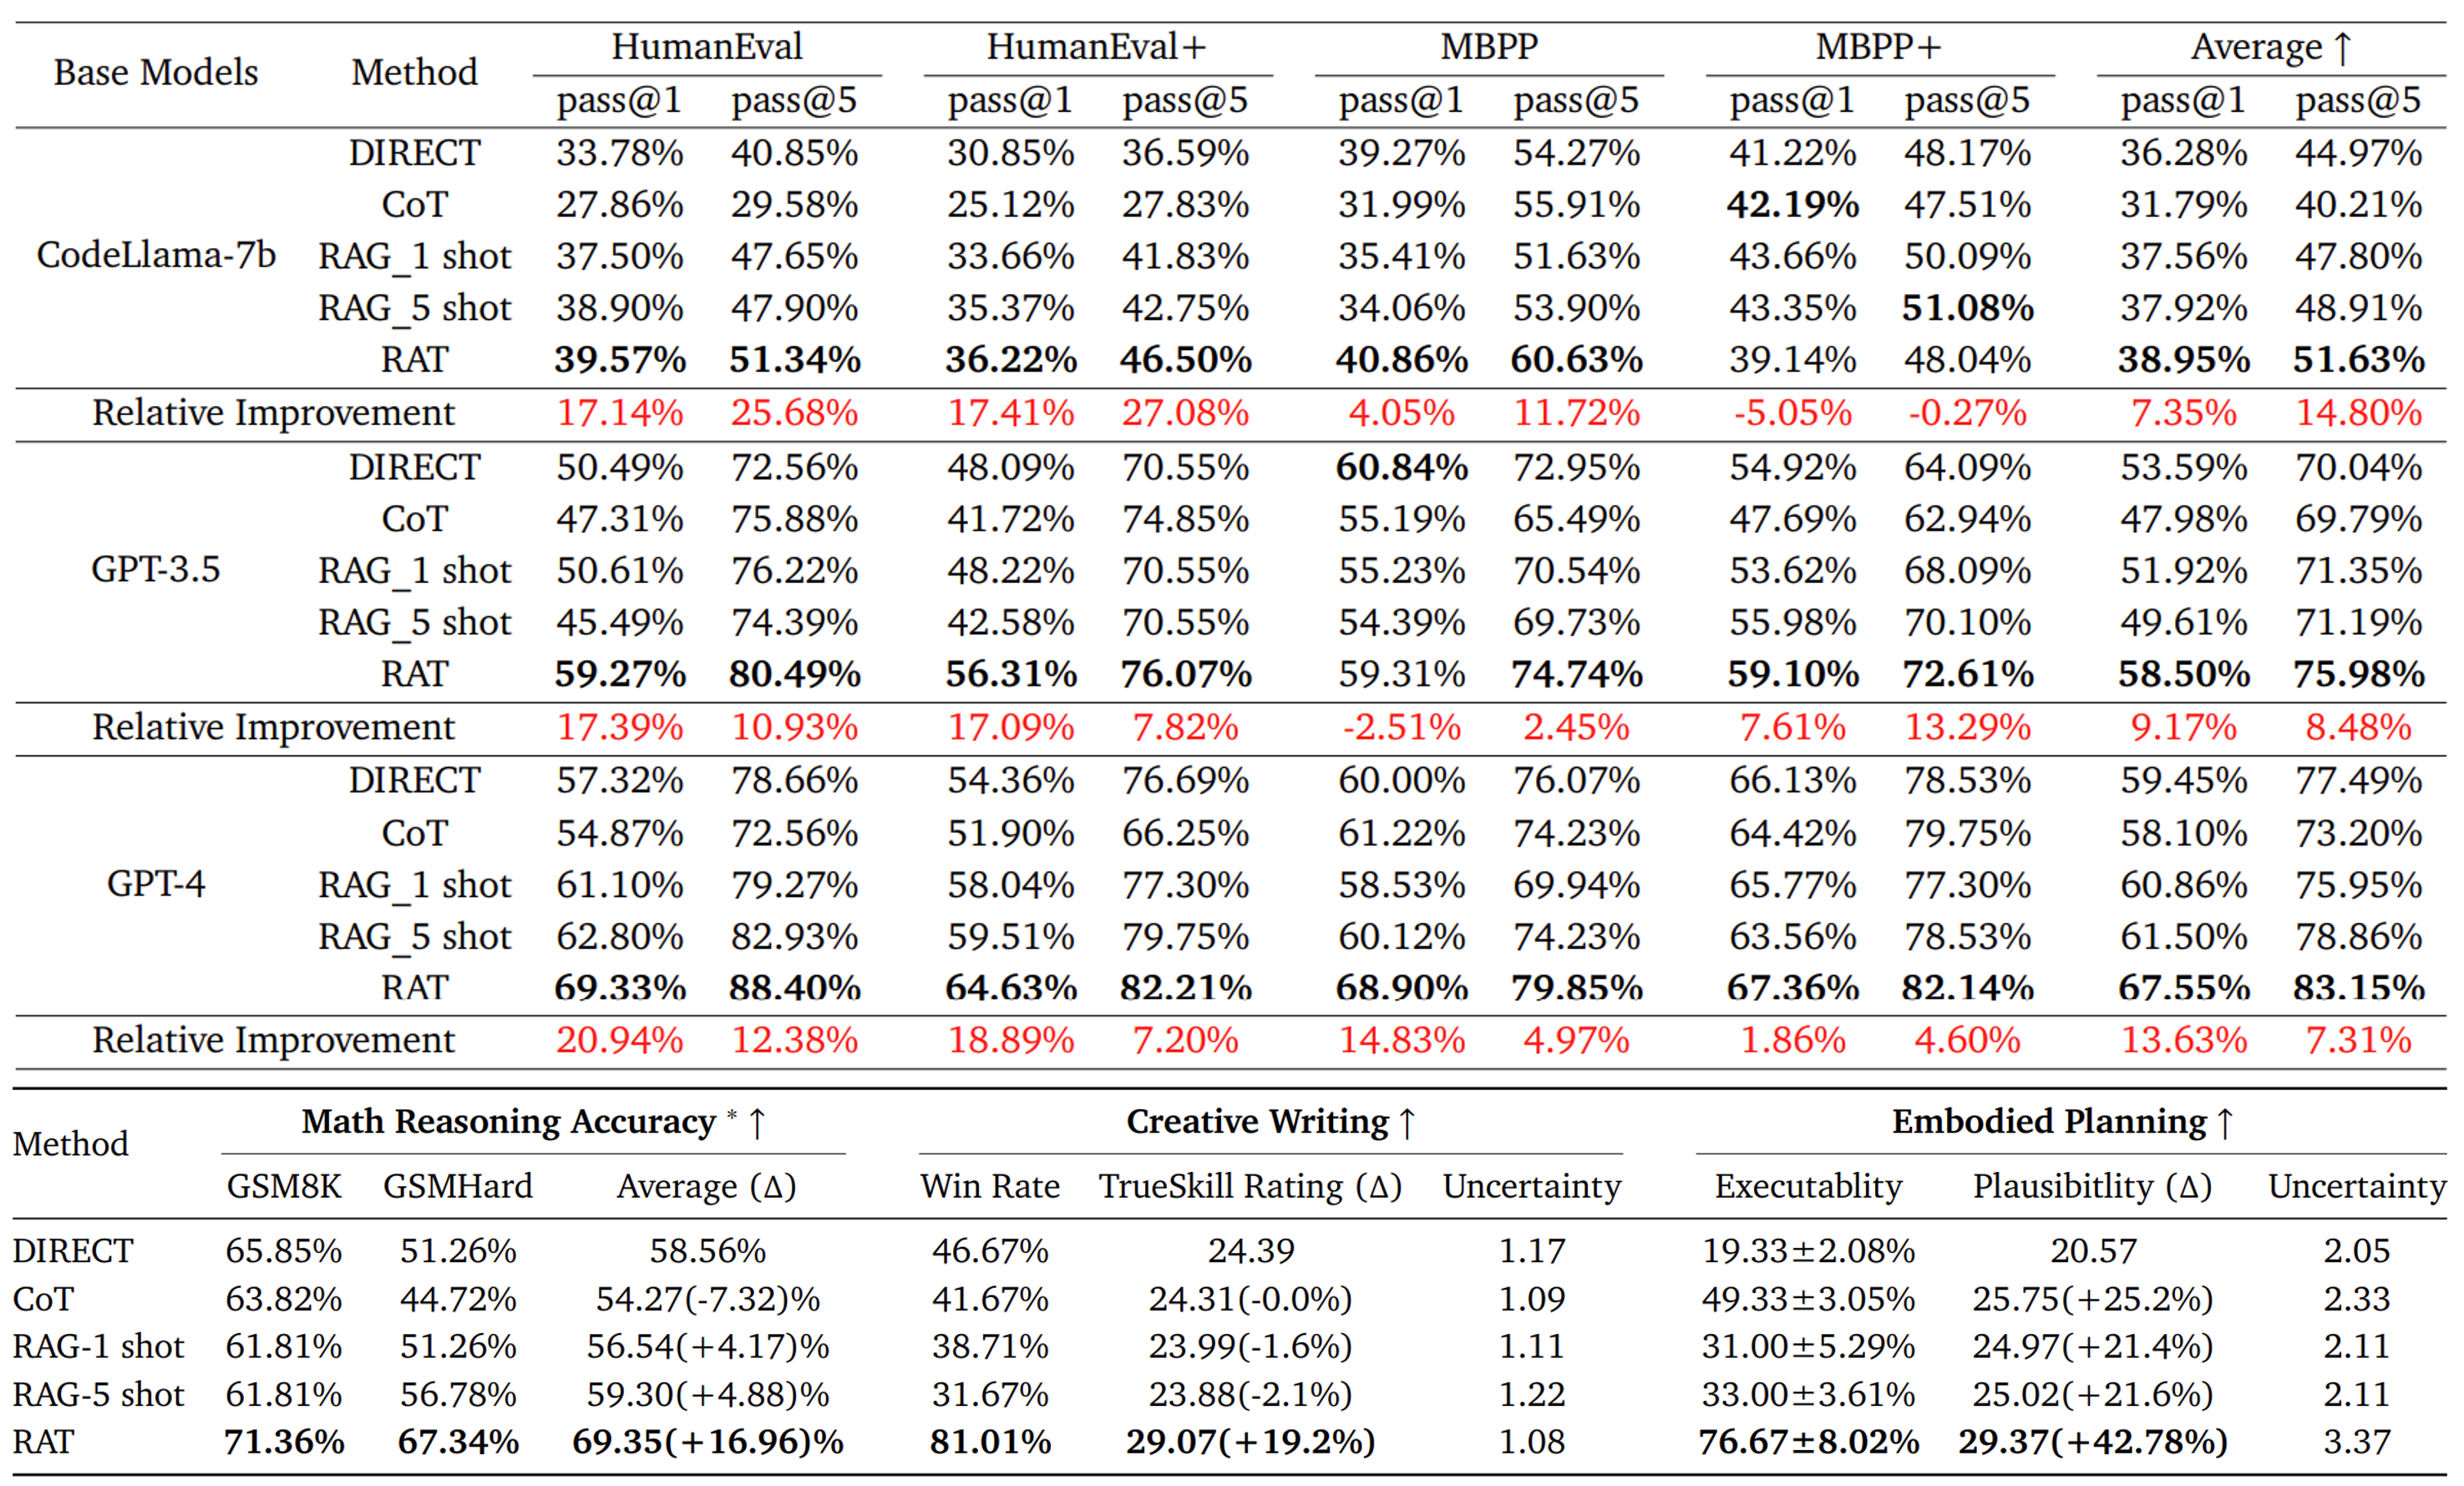 Base Models Method HumanEval HumanEval+ MBPP MBPP+ Average ↑
pass@1 pass@5 pass@1 pass@5 pass@1 pass@5 pass@1 pass@5 pass@1 pass@5
CodeLlama-7b
DIRECT 33.78% 40.85% 30.85% 36.59% 39.27% 54.27% 41.22% 48.17% 36.28% 44.97%
CoT 27.86% 29.58% 25.12% 27.83% 31.99% 55.91% 42.19% 47.51% 31.79% 40.21%
RAG_1 shot 37.50% 47.65% 33.66% 41.83% 35.41% 51.63% 43.66% 50.09% 37.56% 47.80%
RAG_5 shot 38.90% 47.90% 35.37% 42.75% 34.06% 53.90% 43.35% 51.08% 37.92% 48.91%
RAT 39.57% 51.34% 36.22% 46.50% 40.86% 60.63% 39.14% 48.04% 38.95% 51.63%
Relative Improvement 17.14% 25.68% 17.41% 27.08% 4.05% 11.72% -5.05% -0.27% 7.35% 14.80%
GPT-3.5
DIRECT 50.49% 72.56% 48.09% 70.55% 60.84% 72.95% 54.92% 64.09% 53.59% 70.04%
CoT 47.31% 75.88% 41.72% 74.85% 55.19% 65.49% 47.69% 62.94% 47.98% 69.79%
RAG_1 shot 50.61% 76.22% 48.22% 70.55% 55.23% 70.54% 53.62% 68.09% 51.92% 71.35%
RAG_5 shot 45.49% 74.39% 42.58% 70.55% 54.39% 69.73% 55.98% 70.10% 49.61% 71.19%
RAT 59.27% 80.49% 56.31% 76.07% 59.31% 74.74% 59.10% 72.61% 58.50% 75.98%
Relative Improvement 17.39% 10.93% 17.09% 7.82% -2.51% 2.45% 7.61% 13.29% 9.17% 8.48%
GPT-4
DIRECT 57.32% 78.66% 54.36% 76.69% 60.00% 76.07% 66.13% 78.53% 59.45% 77.49%
CoT 54.87% 72.56% 51.90% 66.25% 61.22% 74.23% 64.42% 79.75% 58.10% 73.20%
RAG_1 shot 61.10% 79.27% 58.04% 77.30% 58.53% 69.94% 65.77% 77.30% 60.86% 75.95%
RAG_5 shot 62.80% 82.93% 59.51% 79.75% 60.12% 74.23% 63.56% 78.53% 61.50% 78.86%
RAT 69.33% 88.40% 64.63% 82.21% 68.90% 79.85% 67.36% 82.14% 67.55% 83.15%
Relative Improvement 20.94% 12.38% 18.89% 7.20% 14.83% 4.97% 1.86% 4.60% 13.63% 7.31%
Method Math Reasoning Accuracy * ↑ Creative Writing ↑ Embodied Planning ↑
GSM8K GSMHard Average (Δ) Win Rate TrueSkill Rating (Δ) Uncertainty Executablity Plausibitlity (Δ) Uncertainty
DIRECT 65.85% 51.26% 58.56% 46.67% 24.39 1.17 19.33±2.08% 20.57 2.05
CoT 63.82% 44.72% 54.27(-7.32)% 41.67% 24.31(-0.0%) 1.09 49.33±3.05% 25.75(+25.2%) 2.33
RAG-1 shot 61.81% 51.26% 56.54(+4.17)% 38.71% 23.99(-1.6%) 1.11 31.00±5.29% 24.97(+21.4%) 2.11
RAG-5 shot 61.81% 56.78% 59.30(+4.88)% 31.67% 23.88(-2.1%) 1.22 33.00±3.61% 25.02(+21.6%) 2.11
RAT 71.36% 67.34% 69.35(+16.96)% 81.01% 29.07(+19.2%) 1.08 76.67±8.02% 29.37(+42.78%) 3.37